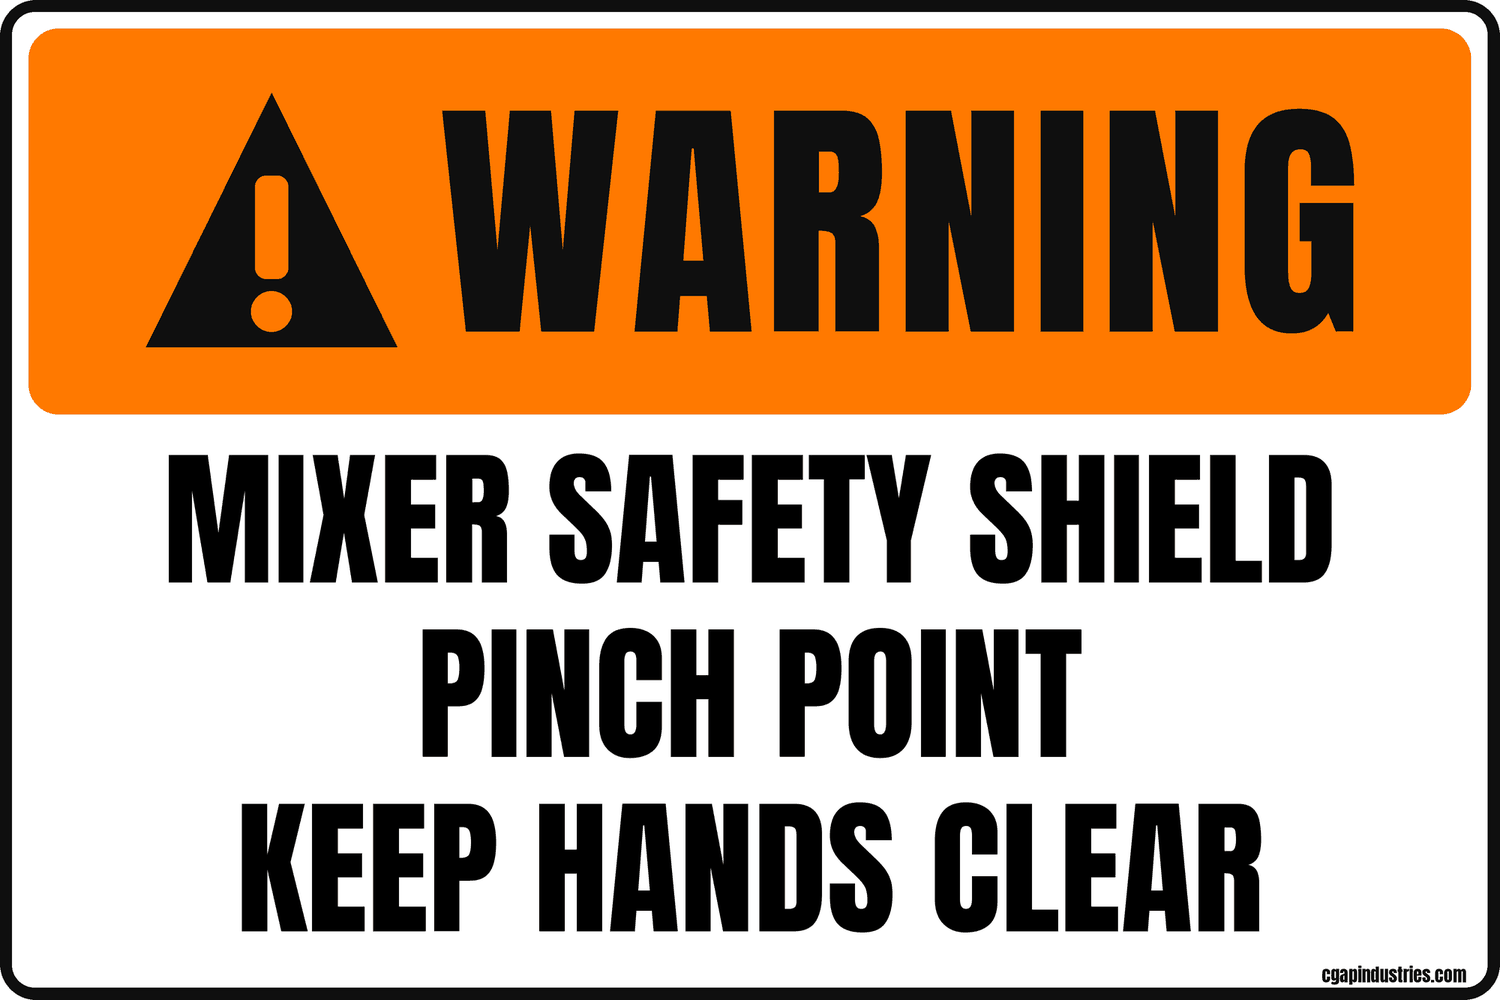 WARNING
MIXER SAFETY SHIELD
PINCH POINT
KEEP HANDS CLEAR
cgapindustries.com